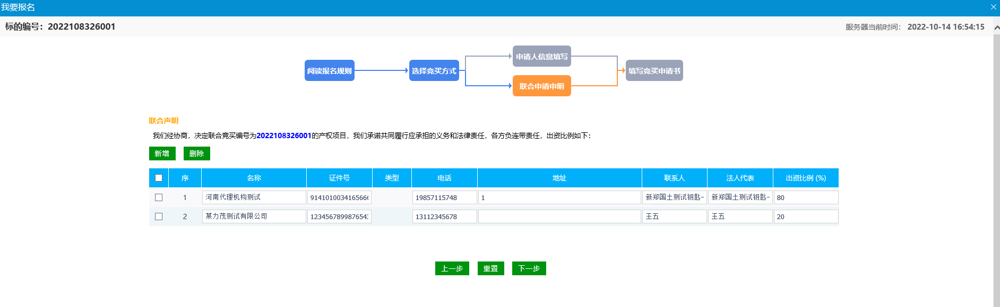 我要报名
标的编号：2022108326001
服务器当前时间： 2022-10-14 16:54:15
阅读报名规则
选择竞买方式
申请人信息填写
联合申请申明
填写竞买申请书
联合声明
我们经协商，决定联合竞买编号为2022108326001的产权项目，我们承诺共同履行应承担的义务和法律责任，各方负连带责任，出资比例如下：
新增 删除
序 名称 证件号 类型 电话 地址 联系人 法人代表 出资比例 (%)
1 河南代理机构测试 9141010034165666 19857115748 1 新郑国土测试钥匙- 新郑国土测试钥匙- 80
2 某力茂测试有限公司 1234567899876543 13112345678 王五 王五 20
上一步 重置 下一步